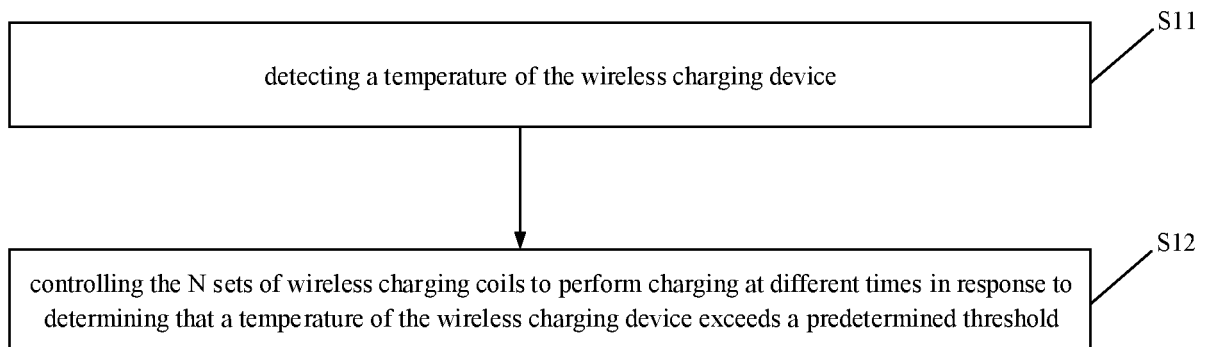 S11
detecting a temperature of the wireless charging device
S12
controlling the N sets of wireless charging coils to perform charging at different times in response to
determining that a temperature of the wireless charging device exceeds a predetermined threshold